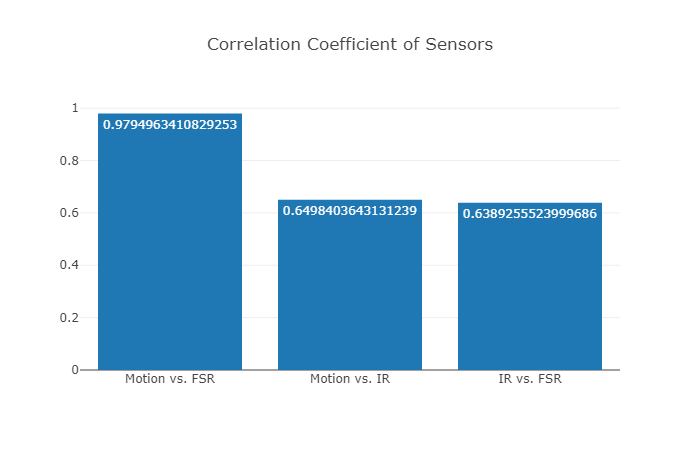 Correlation Coefficient of Sensors
1
0.8
0.6
0.4
0.2
0
0.9794963410829253
0.6498403643131239
0.6389255523999686
Motion vs. FSR
Motion vs. IR
IR vs. FSR